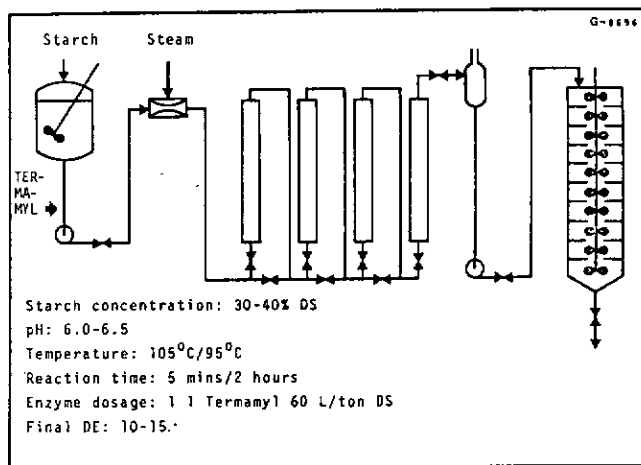 G-8696
Starch Steam
TER-
MA-
MYL
Starch concentration: 30-40% DS
pH: 6.0-6.5
Temperature: 105°C/95°C
Reaction time: 5 mins/2 hours
Enzyme dosage: 1 l Termamyl 60 L/ton DS
Final DE: 10-15.